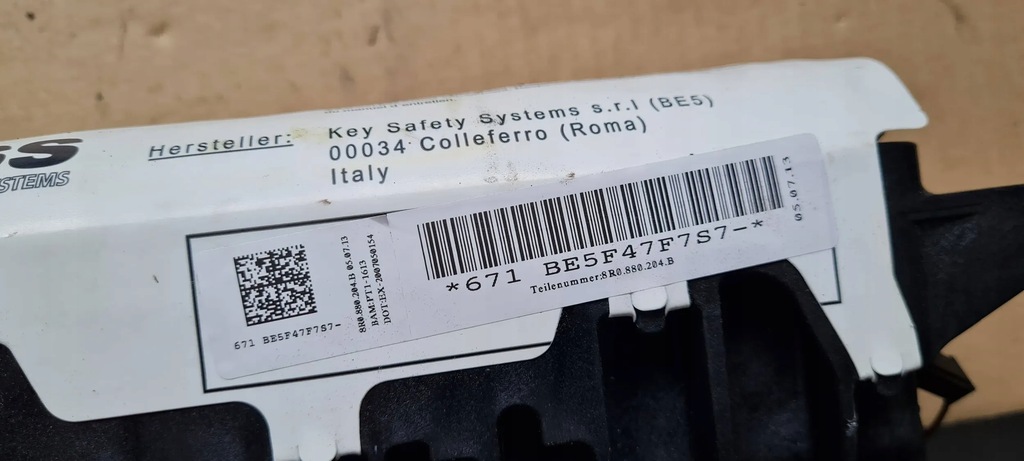 SS
STEMS
Hersteller:
Key Safety Systems s.r.l (BE5)
00034 Colleferro (Roma)
Italy
671 BE5F47F7S7-
8R0.880.204.B 05.07.13
BAM:PT1-1613
DOT:EX-2007050154
*671 BE5F47F7S7-*
Teilenummer:8R0.880.204.B
05.07.13